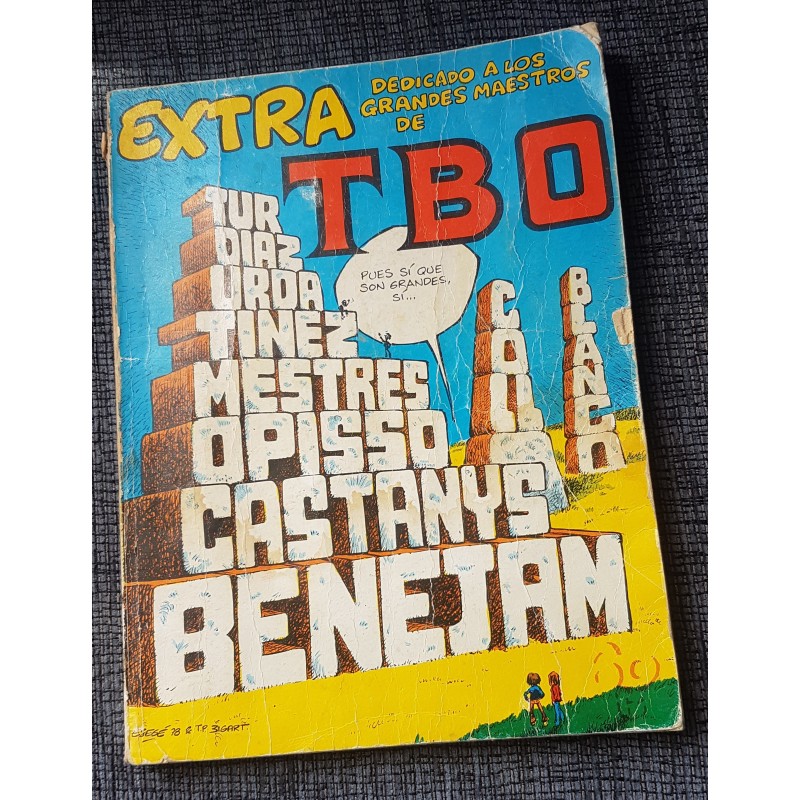 EXTRA
DEDICADO A LOS
GRANDES MAESTROS
DE
TBO
TUR
DIAZ
URDA
TINEZ
MESTRES
OPISSO
CASTANYS
BENEJAM
PUES SÍ QUE
SON GRANDES,
SÍ...
COLL
BLANCO